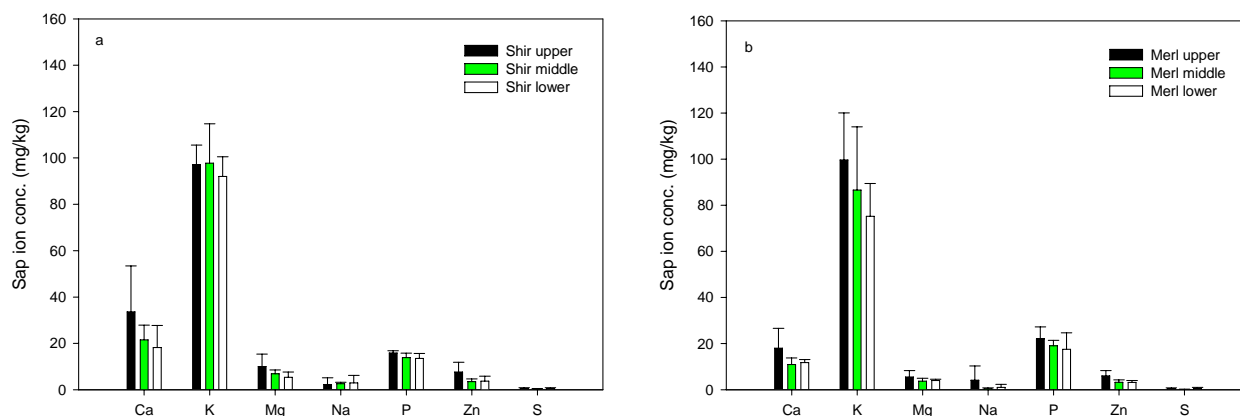 a
Shir upper
Shir middle
Shir lower
Sap ion conc. (mg/kg)
160
140
120
100
80
60
40
20
0
Ca K Mg Na P Zn S
b
Merl upper
Merl middle
Merl lower
Sap ion conc. (mg/kg)
160
140
120
100
80
60
40
20
0
Ca K Mg Na P Zn S